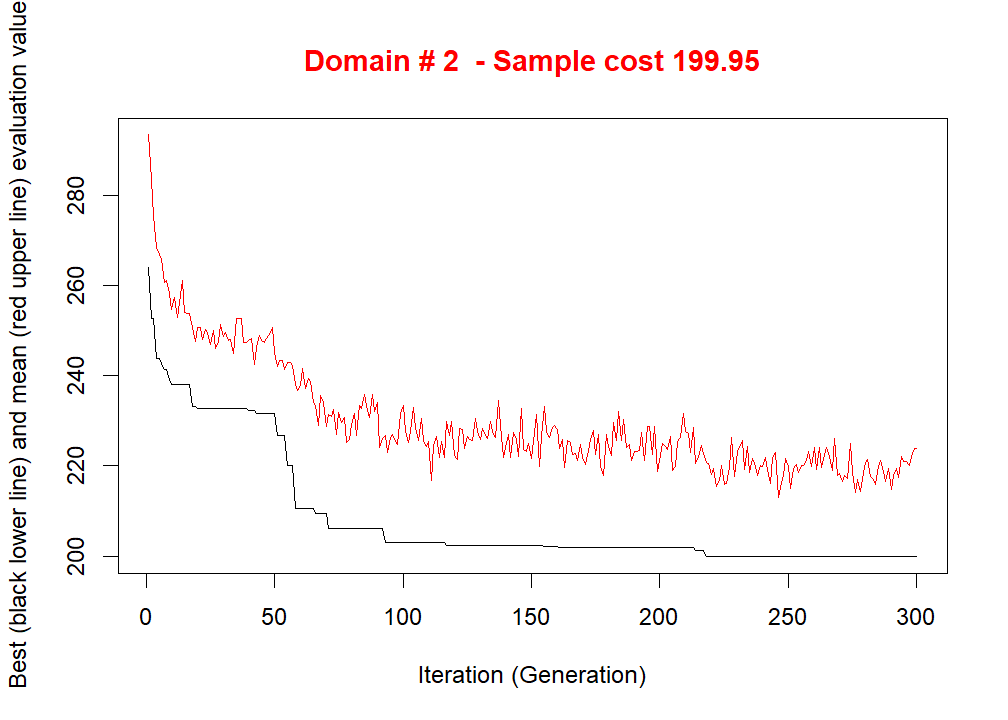 Domain # 2  - Sample cost 199.95
Best (black lower line) and mean (red upper line) evaluation value
280
260
240
220
200
0 50 100 150 200 250 300
Iteration (Generation)